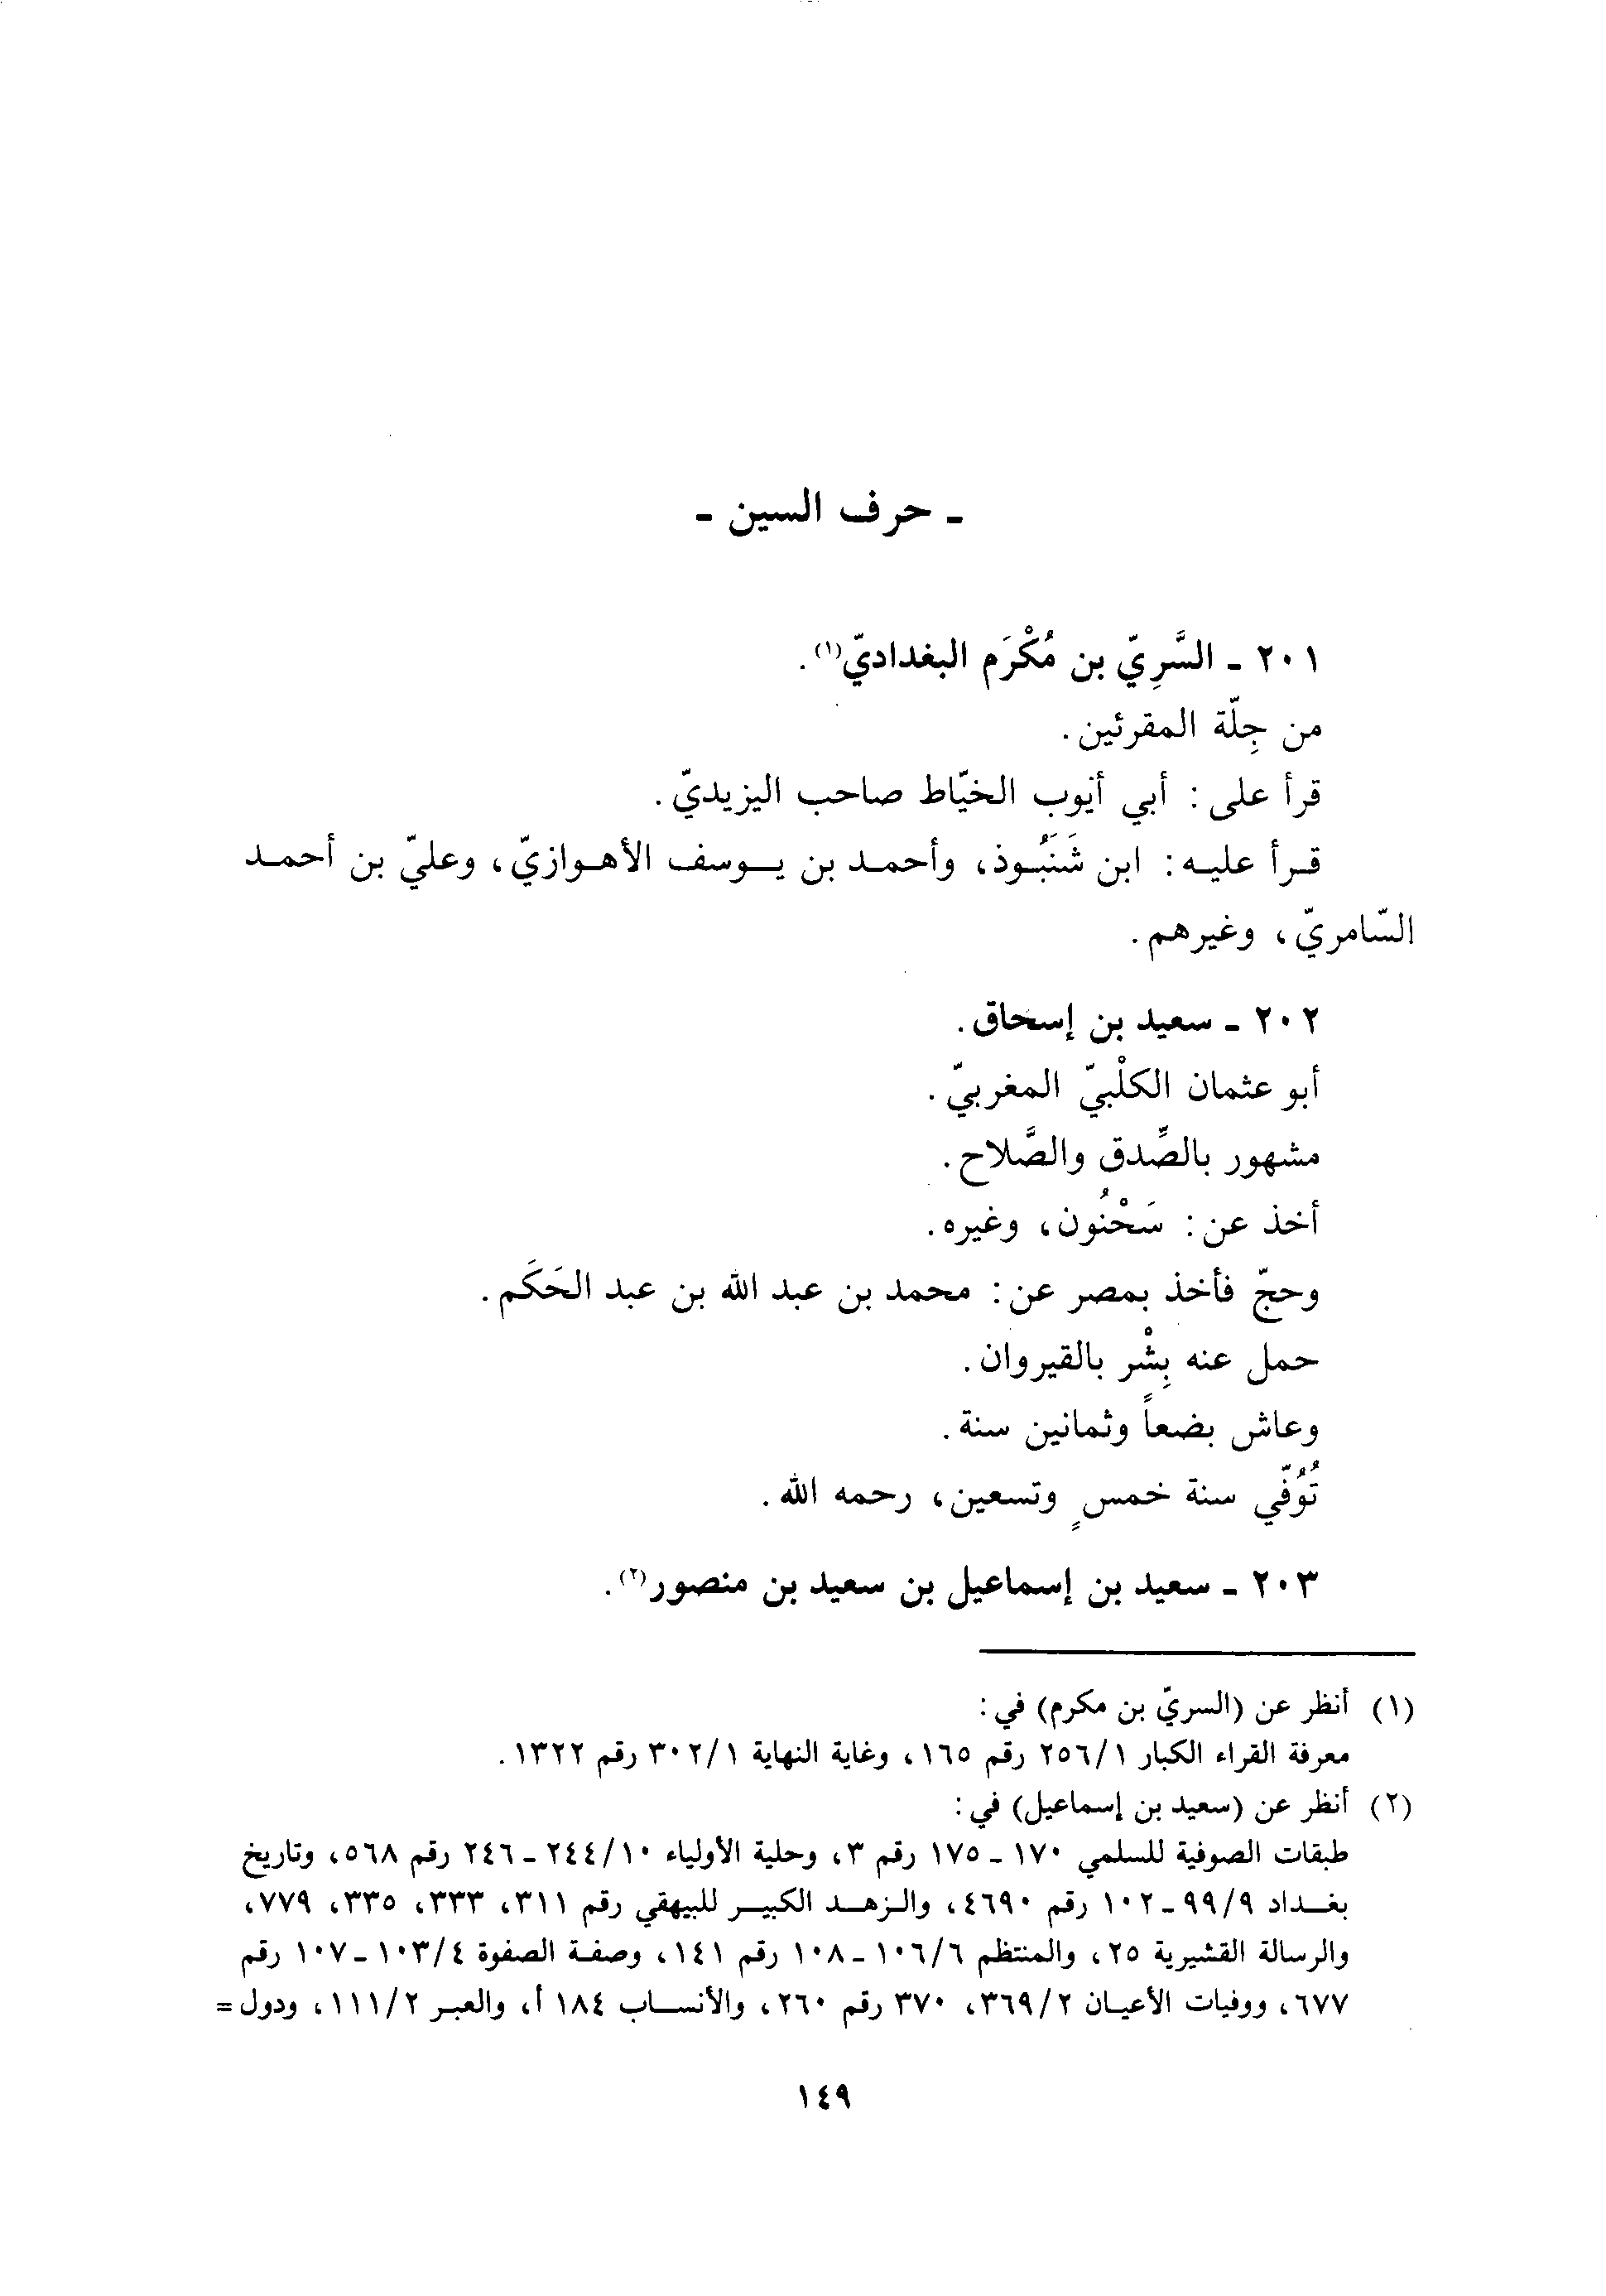 - حرف السين -
٢٠١ - السَّرِيّ بن مُكْرَم البغداديّ(١).
من جِلّة المقرئين.
قرأ على: أبي أيوب الخيّاط صاحب اليزيديّ.
قرأ عليه: ابن شَنَبُوذ، وأحمد بن يوسف الأهوازيّ، وعليّ بن أحمد
السّامريّ، وغيرهم.
٢٠٢ - سعيد بن إسحاق.
أبو عثمان الكلْبيّ المغربيّ.
مشهور بالصِّدق والصَّلاح.
أخذ عن: سَحْنُون، وغيره.
وحجّ فأخذ بمصر عن: محمد بن عبد الله بن عبد الحَكَم.
حمل عنه بِشْر بالقيروان.
وعاش بضعاً وثمانين سنة.
تُوُفّي سنة خمسٍ وتسعين، رحمه الله.
٢٠٣ - سعيد بن إسماعيل بن سعيد بن منصور(٢).
(١) أنظر عن (السريّ بن مكرم) في:
معرفة القراء الكبار ٢٥٦/١ رقم ١٦٥، وغاية النهاية ٣٠٢/١ رقم ١٣٢٢.
(٢) أنظر عن (سعيد بن إسماعيل) في:
طبقات الصوفية للسلمي ١٧٠ - ١٧٥ رقم ٣، وحلية الأولياء ٢٤٤/١٠ - ٢٤٦ رقم ٥٦٨، وتاريخ
بغداد ٩٩/٩ - ١٠٢ رقم ٤٦٩٠، والزهد الكبير للبيهقي رقم ٣١١، ٣٣٣، ٣٣٥، ٧٧٩،
والرسالة القشيرية ٢٥، والمنتظم ١٠٦/٦ - ١٠٨ رقم ١٤١، وصفة الصفوة ١٠٣/٤ - ١٠٧ رقم
٦٧٧، ووفيات الأعيان ٣٦٩/٢، ٣٧٠ رقم ٢٦٠، والأنساب ١٨٤ أ، والعبر ١١١/٢، ودول =
١٤٩